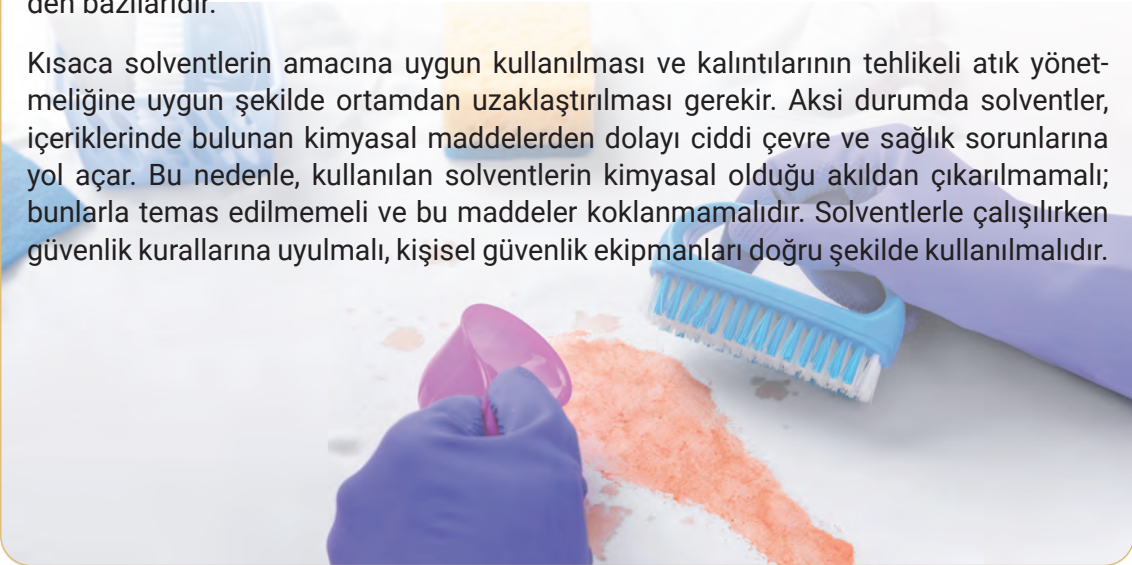 den bazılarıdır.
Kısaca solventlerin amacına uygun kullanılması ve kalıntılarının tehlikeli atık yönet-
meliğine uygun şekilde ortamdan uzaklaştırılması gerekir. Aksi durumda solventler,
içeriklerinde bulunan kimyasal maddelerden dolayı ciddi çevre ve sağlık sorunlarına
yol açar. Bu nedenle, kullanılan solventlerin kimyasal olduğu akıldan çıkarılmamalı;
bunlarla temas edilmemeli ve bu maddeler koklanmamalıdır. Solventlerle çalışılırken
güvenlik kurallarına uyulmalı, kişisel güvenlik ekipmanları doğru şekilde kullanılmalıdır.